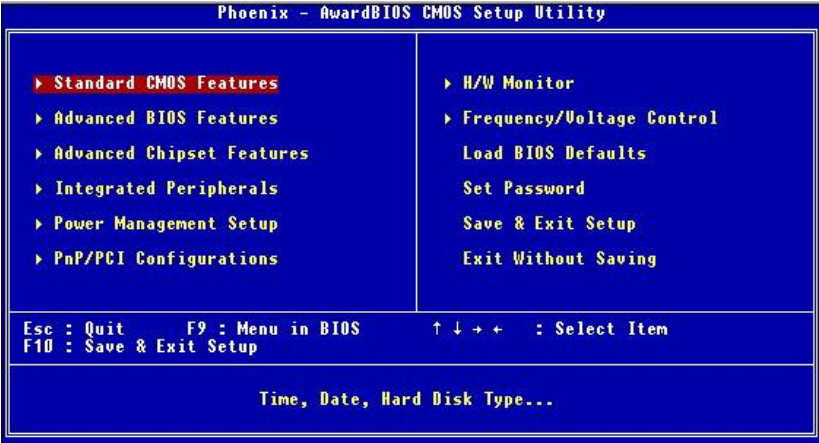 Phoenix - AwardBIOS CMOS Setup Utility
Standard CMOS Features
Advanced BIOS Features
Advanced Chipset Features
Integrated Peripherals
Power Management Setup
PnP/PCI Configurations
H/W Monitor
Frequency/Voltage Control
Load BIOS Defaults
Set Password
Save & Exit Setup
Exit Without Saving
Esc : Quit F9 : Menu in BIOS ↑ ↓ → ← : Select Item
F10 : Save & Exit Setup
Time, Date, Hard Disk Type...